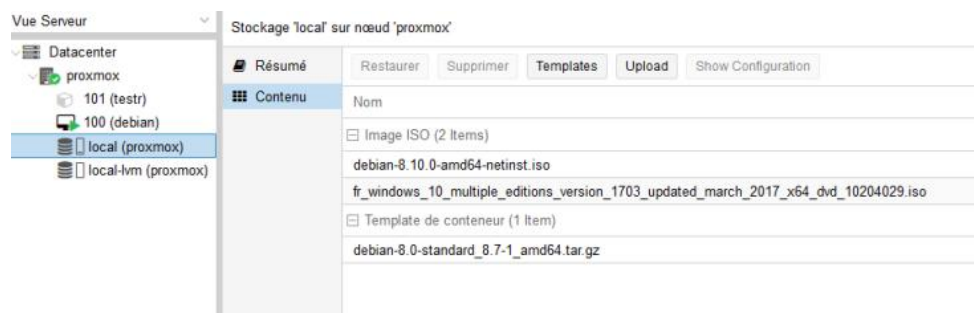 Vue Serveur
Datacenter
proxmox
101 (testr)
100 (debian)
local (proxmox)
local-lvm (proxmox)
Stockage 'local' sur nœud 'proxmox'
Résumé
Contenu
Restaurer Supprimer Templates Upload Show Configuration
Nom
Image ISO (2 Items)
debian-8.10.0-amd64-netinst.iso
fr_windows_10_multiple_editions_version_1703_updated_march_2017_x64_dvd_10204029.iso
Template de conteneur (1 Item)
debian-8.0-standard_8.7-1_amd64.tar.gz